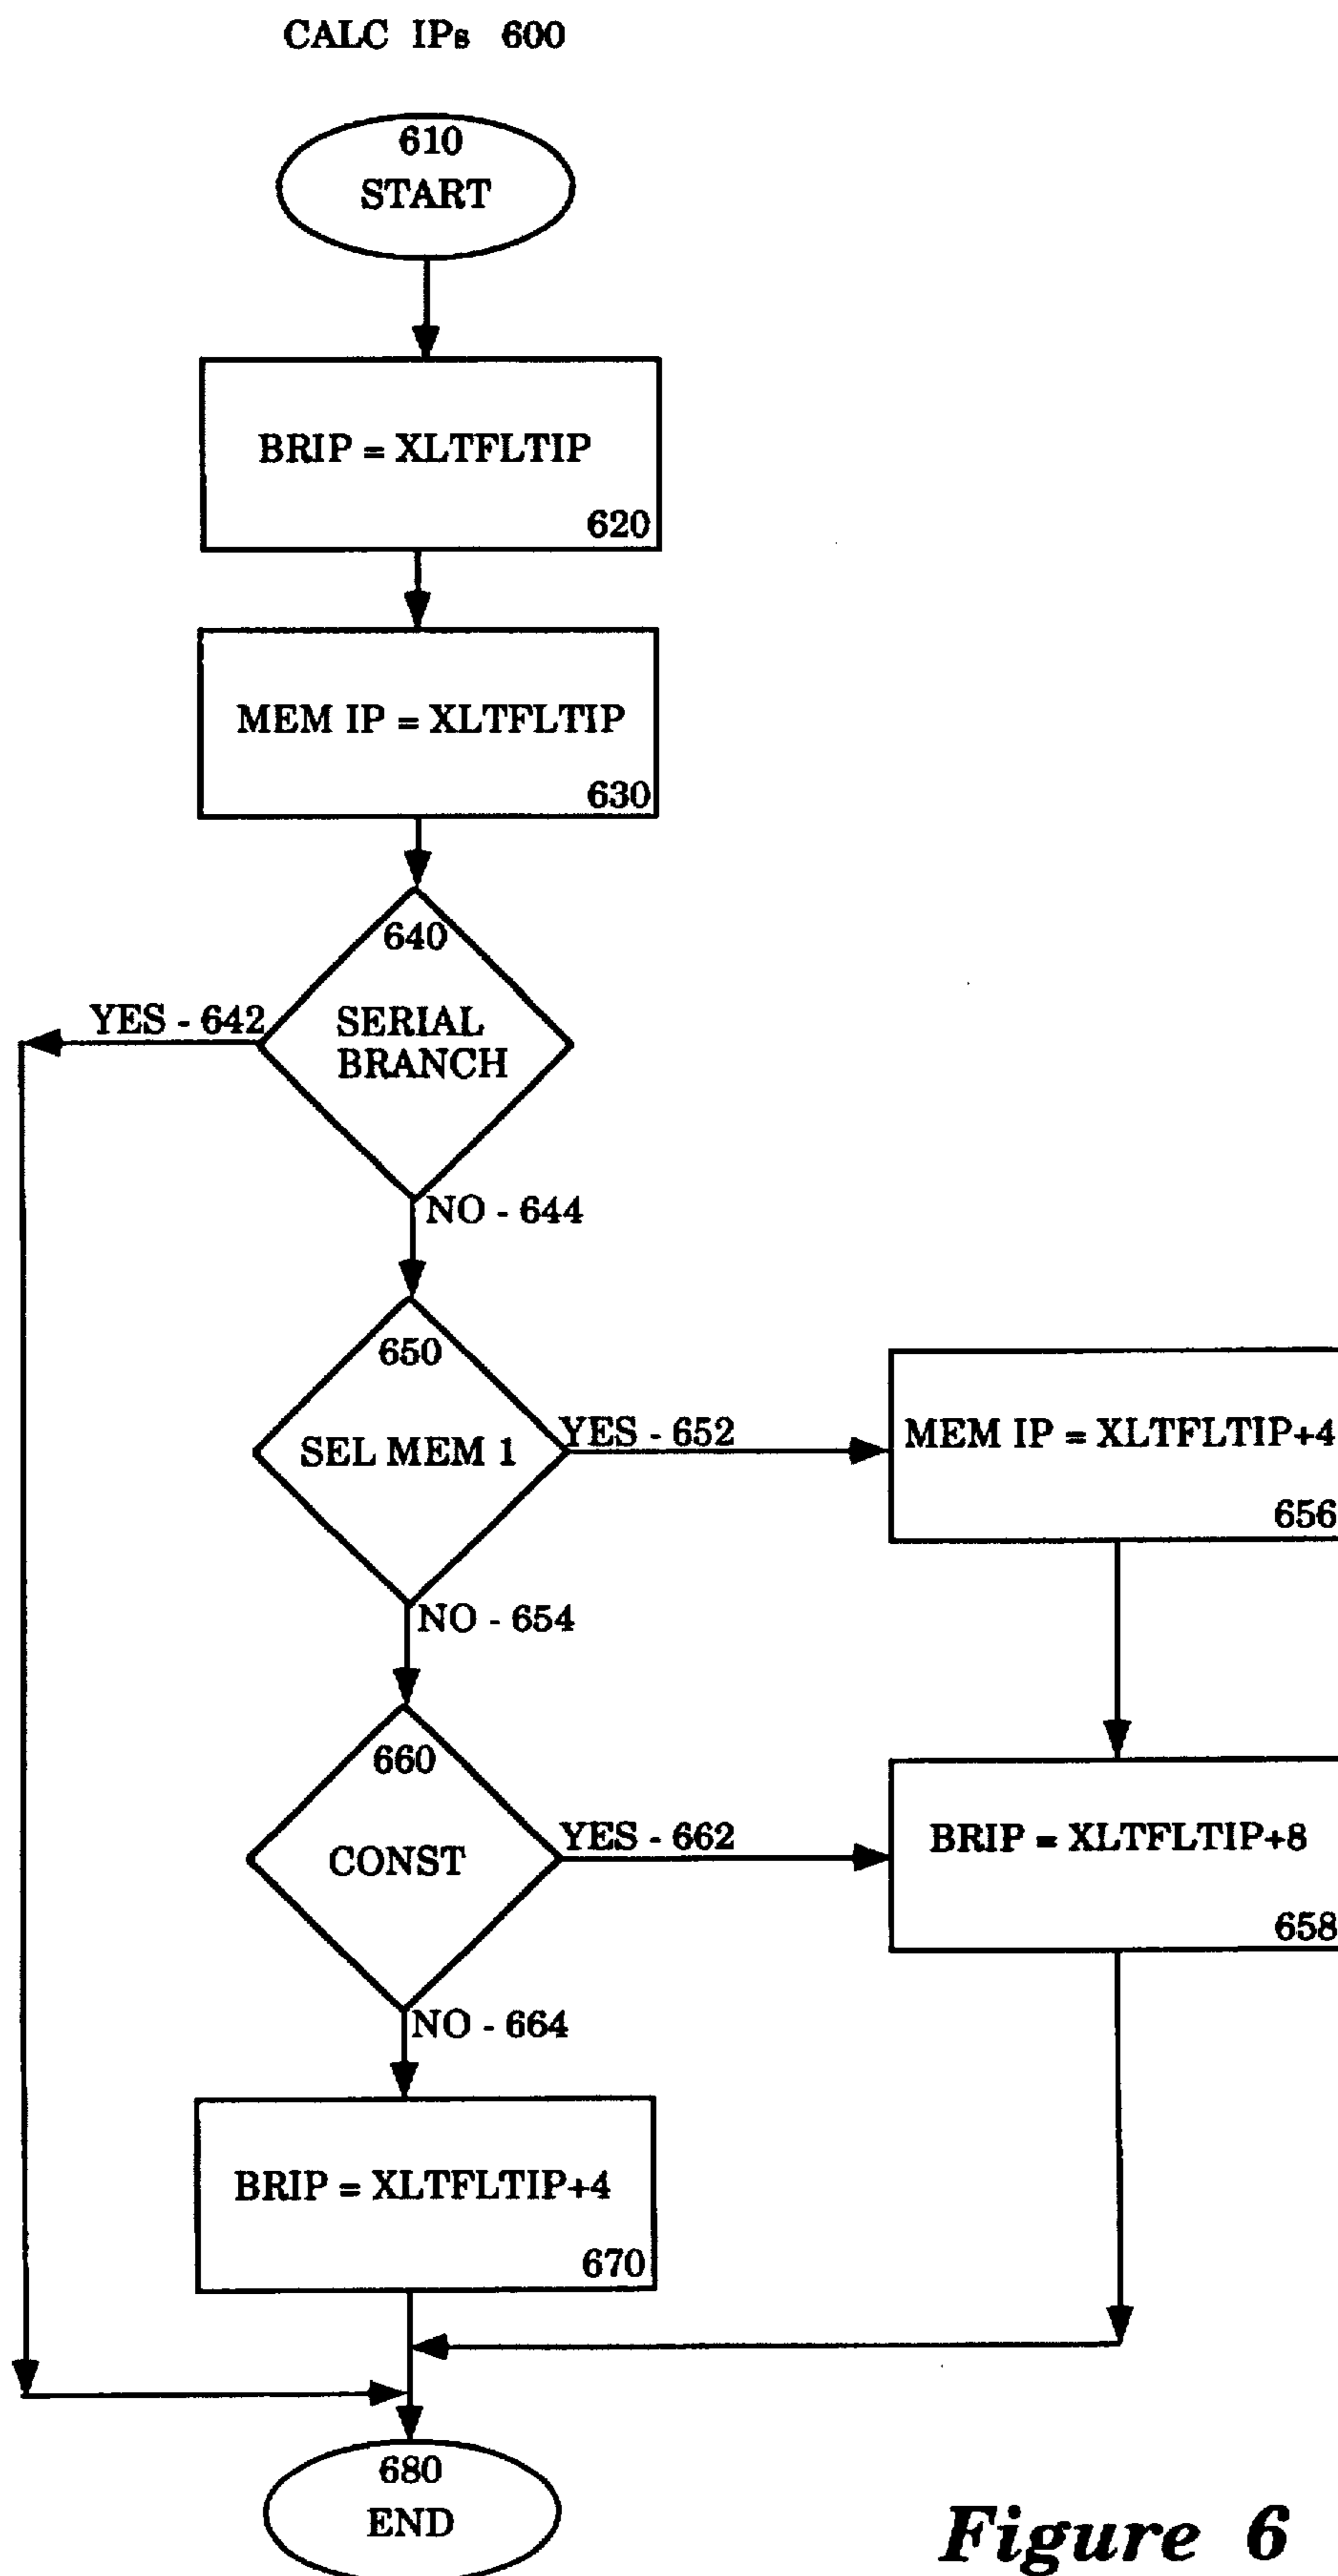 CALC IPs 600
610
START
BRIP = XLTFLTIP
620
MEM IP = XLTFLTIP
630
640
YES - 642
SERIAL
BRANCH
NO - 644
650
SEL MEM 1
YES - 652
MEM IP = XLTFLTIP+4
656
NO - 654
660
CONST
YES - 662
BRIP = XLTFLTIP+8
658
NO - 664
BRIP = XLTFLTIP+4
670
680
END
Figure 6